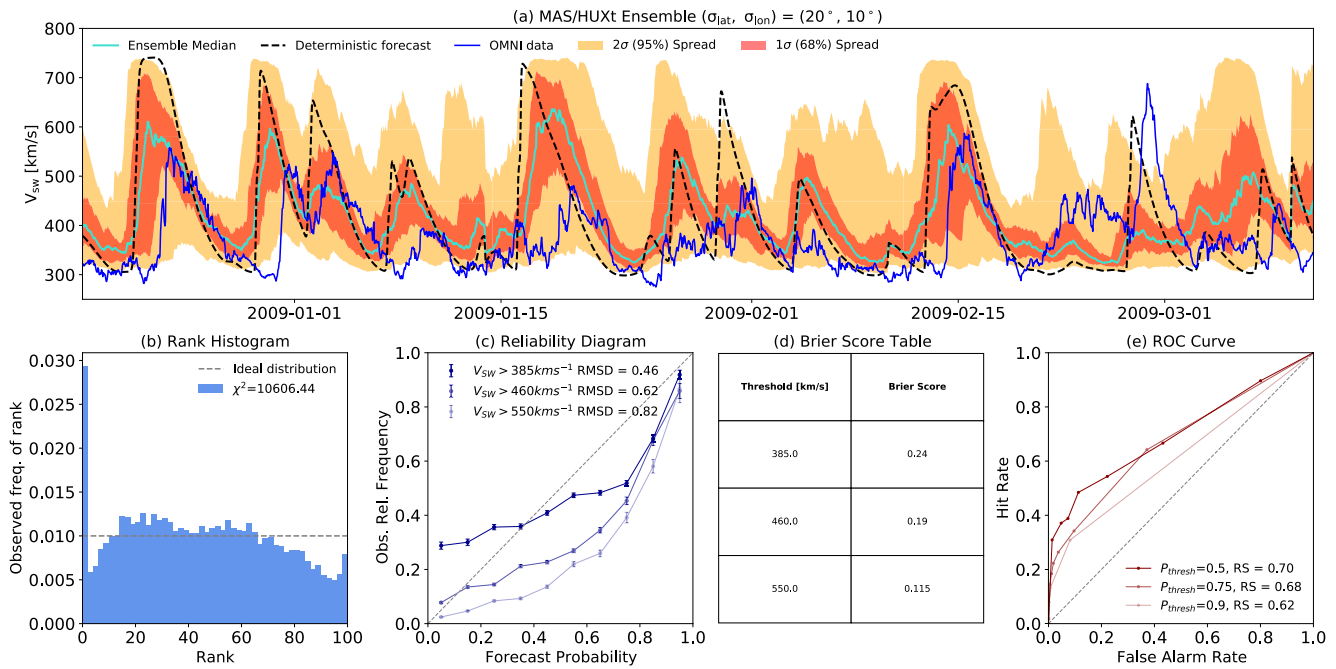 (a) MAS/HUXt Ensemble (σlat, σlon) = (20°, 10°)
Ensemble Median
Deterministic forecast
OMNI data
2σ (95%) Spread
1σ (68%) Spread
VSW [km/s]
800
700
600
500
400
300
2009-01-01
2009-01-15
2009-02-01
2009-02-15
2009-03-01
(b) Rank Histogram
Ideal distribution
χ²=10606.44
Observed freq. of rank
0.030
0.025
0.020
0.015
0.010
0.005
0.000
0
20
40
60
80
100
Rank
(c) Reliability Diagram
VSW > 385kms⁻¹ RMSD = 0.46
VSW > 460kms⁻¹ RMSD = 0.62
VSW > 550kms⁻¹ RMSD = 0.82
Obs. Rel. Frequency
1.0
0.8
0.6
0.4
0.2
0.0
0.0
0.2
0.4
0.6
0.8
1.0
Forecast Probability
(d) Brier Score Table
Threshold [km/s] Brier Score
385.0 0.24
460.0 0.19
550.0 0.115
(e) ROC Curve
Hit Rate
1.0
0.8
0.6
0.4
0.2
0.0
Pthresh=0.5, RS = 0.70
Pthresh=0.75, RS = 0.68
Pthresh=0.9, RS = 0.62
0.0
0.2
0.4
0.6
0.8
1.0
False Alarm Rate